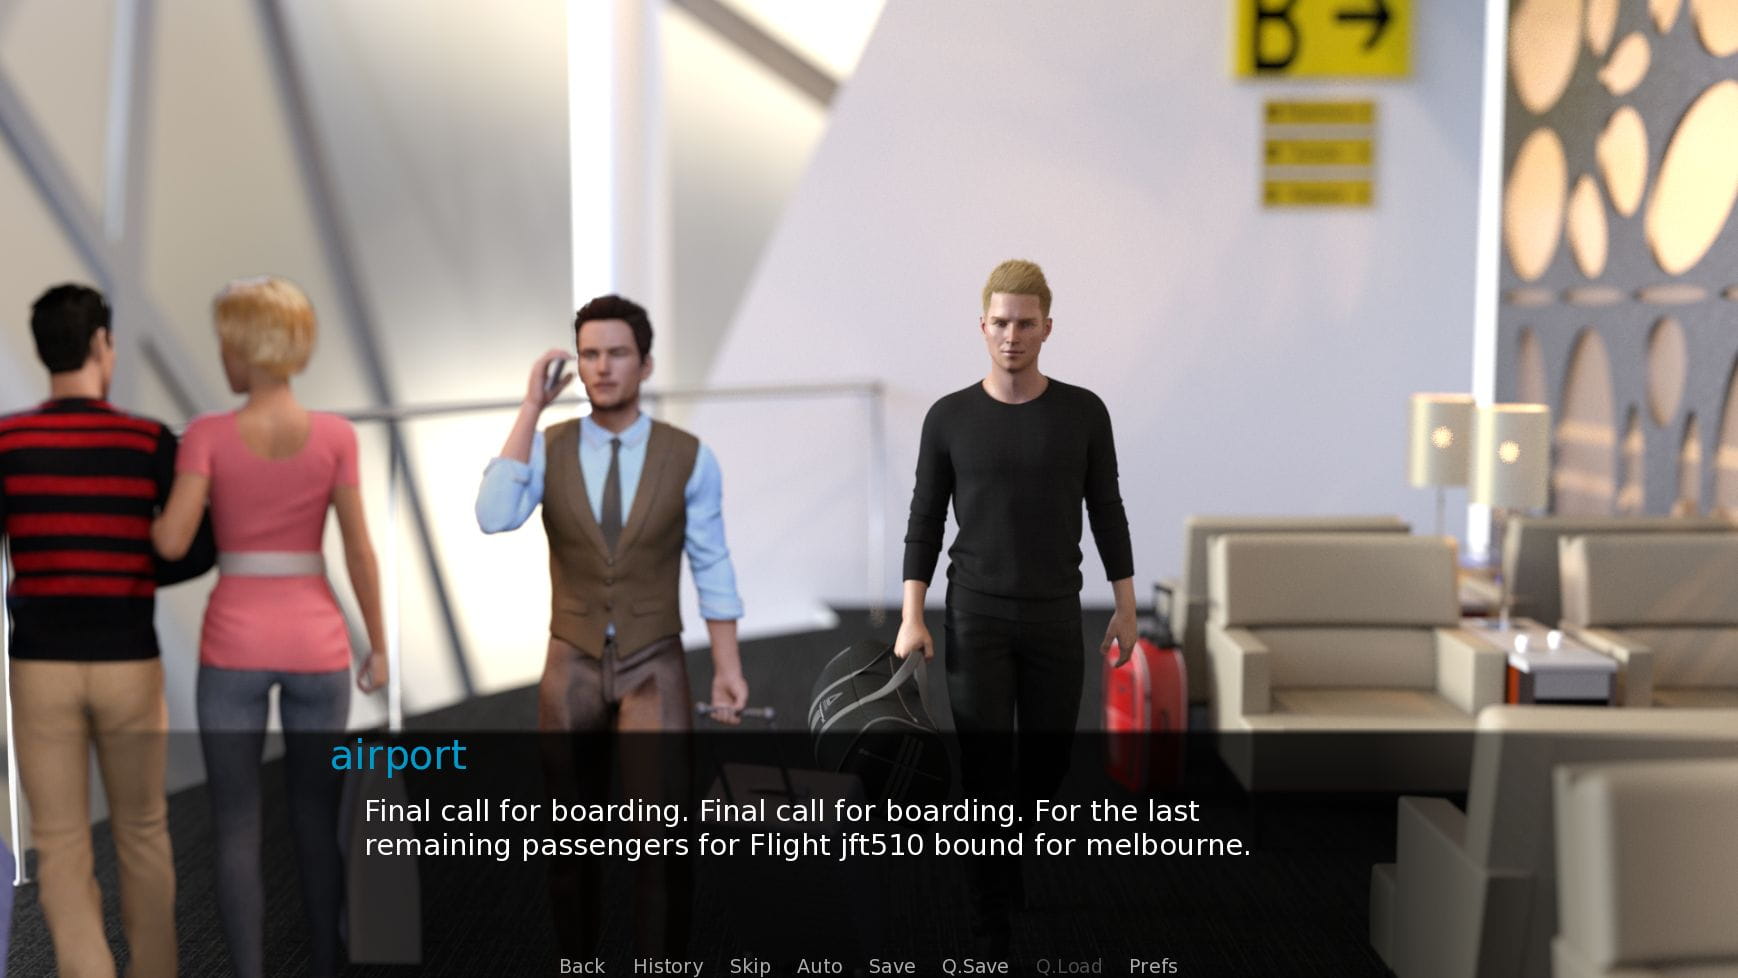 B →
airport
Final call for boarding. Final call for boarding. For the last
remaining passengers for Flight jft510 bound for melbourne.
Back History Skip Auto Save Q.Save Q.Load Prefs